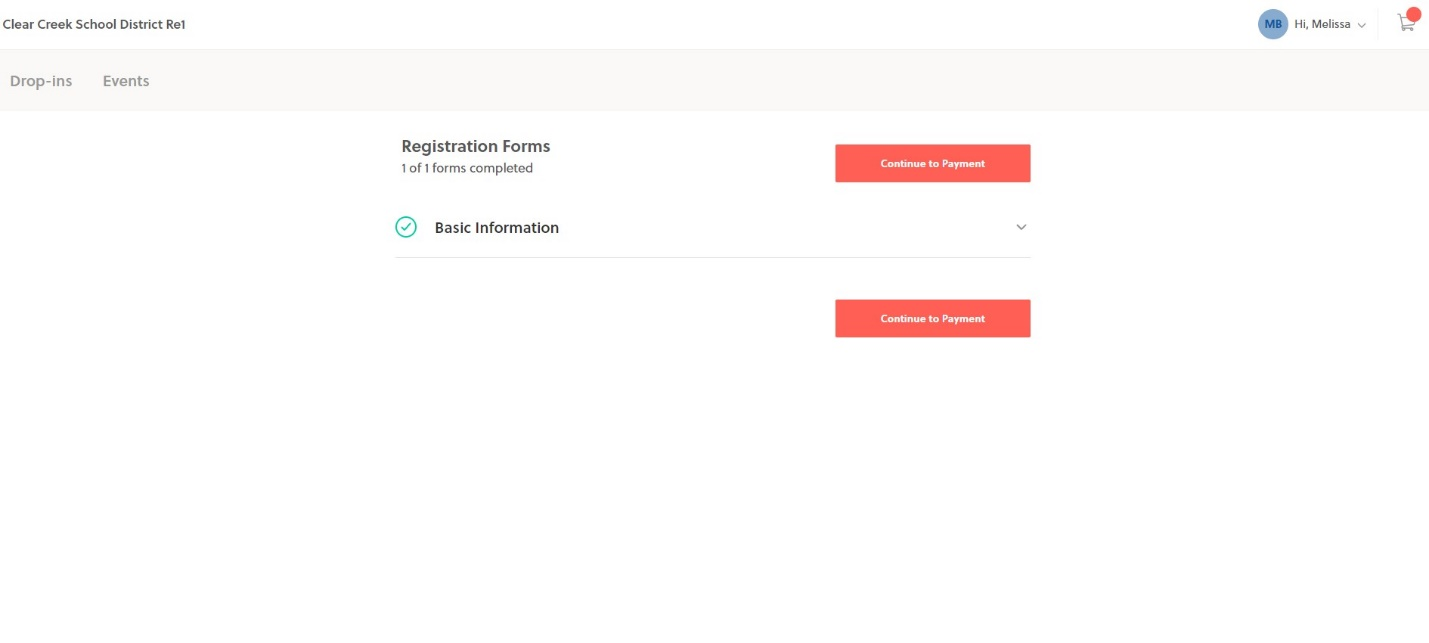 Clear Creek School District Re1
MB Hi, Melissa
Drop-ins Events
Registration Forms
1 of 1 forms completed
Continue to Payment
Basic Information
Continue to Payment